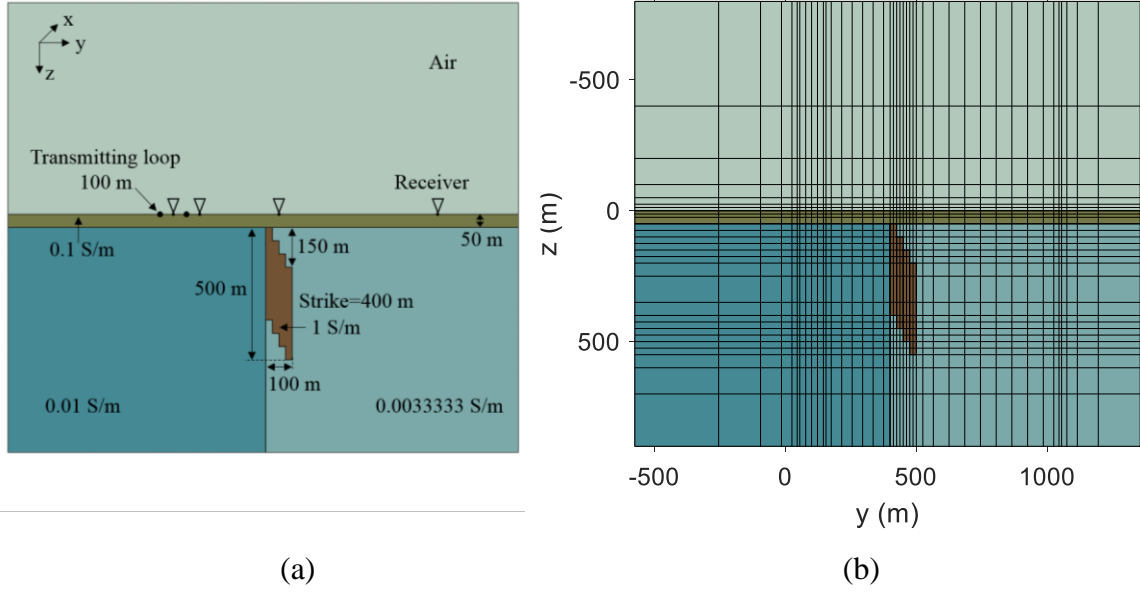 x
y
z
Air
Transmitting loop
100 m
Receiver
0.1 S/m
150 m
50 m
500 m
Strike=400 m
1 S/m
100 m
0.01 S/m
0.0033333 S/m
(a)
-500
0
500
z (m)
-500
0
500
1000
y (m)
(b)